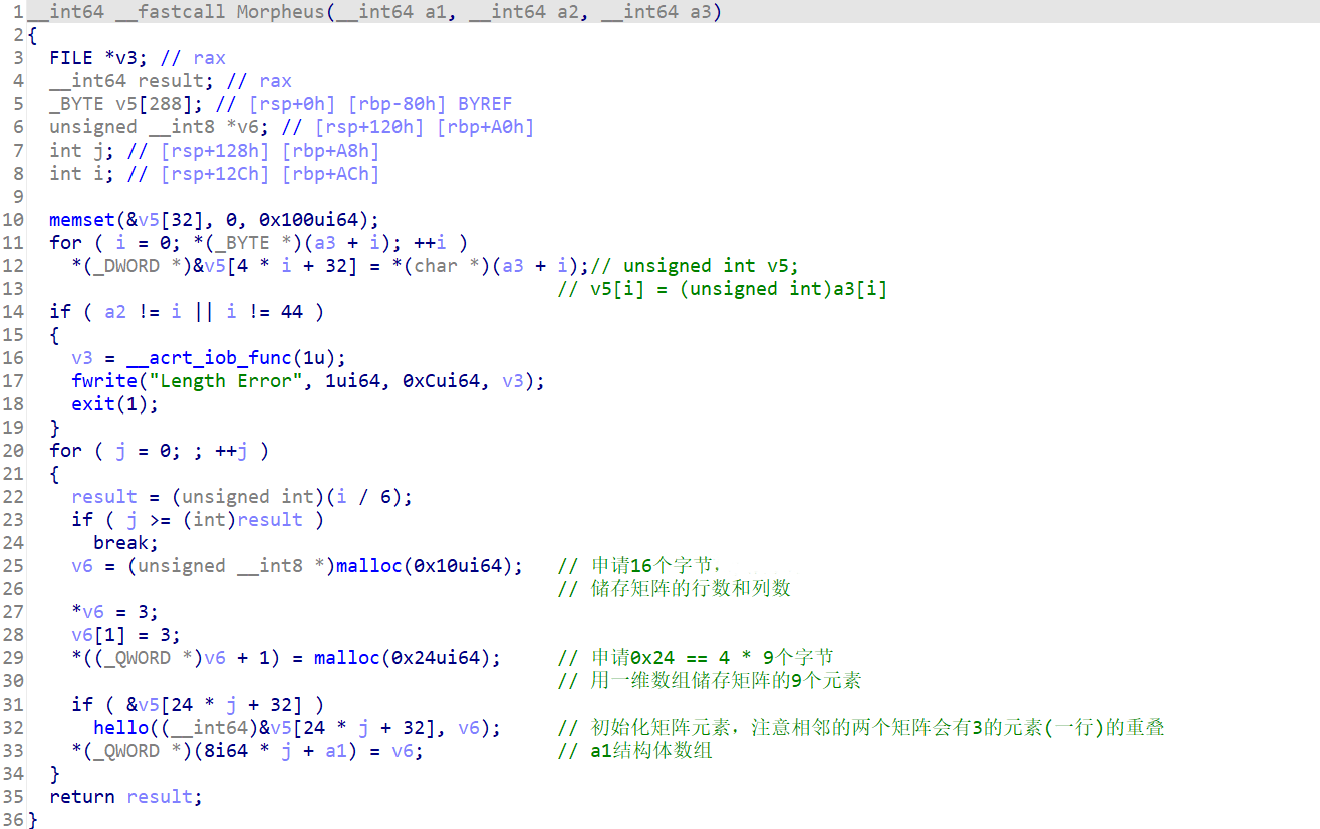 1 __int64 __fastcall Morpheus(__int64 a1, __int64 a2, __int64 a3)
2 {
3   FILE *v3; // rax
4   __int64 result; // rax
5   _BYTE v5[288]; // [rsp+0h] [rbp-80h] BYREF
6   unsigned __int8 *v6; // [rsp+120h] [rbp+A0h]
7   int j; // [rsp+128h] [rbp+A8h]
8   int i; // [rsp+12Ch] [rbp+ACh]
9
10   memset(&v5[32], 0, 0x100ui64);
11   for ( i = 0; *(_BYTE *)(a3 + i); ++i )
12     *(_DWORD *)&v5[4 * i + 32] = *(char *)(a3 + i);// unsigned int v5;
13                                                 // v5[i] = (unsigned int)a3[i]
14   if ( a2 != i || i != 44 )
15   {
16     v3 = __acrt_iob_func(1u);
17     fwrite("Length Error", 1ui64, 0xCui64, v3);
18     exit(1);
19   }
20   for ( j = 0; ; ++j )
21   {
22     result = (unsigned int)(i / 6);
23     if ( j >= (int)result )
24       break;
25     v6 = (unsigned __int8 *)malloc(0x10ui64);   // 申请16个字节，
26                                                 // 储存矩阵的行数和列数
27     *v6 = 3;
28     v6[1] = 3;
29     *((_QWORD *)v6 + 1) = malloc(0x24ui64);     // 申请0x24 == 4 * 9个字节
30                                                 // 用一维数组储存矩阵的9个元素
31     if ( &v5[24 * j + 32] )
32       hello((__int64)&v5[24 * j + 32], v6);     // 初始化矩阵元素，注意相邻的两个矩阵会有3的元素(一行)的重叠
33     *(_QWORD *)(8i64 * j + a1) = v6;            // a1结构体数组
34   }
35   return result;
36 }